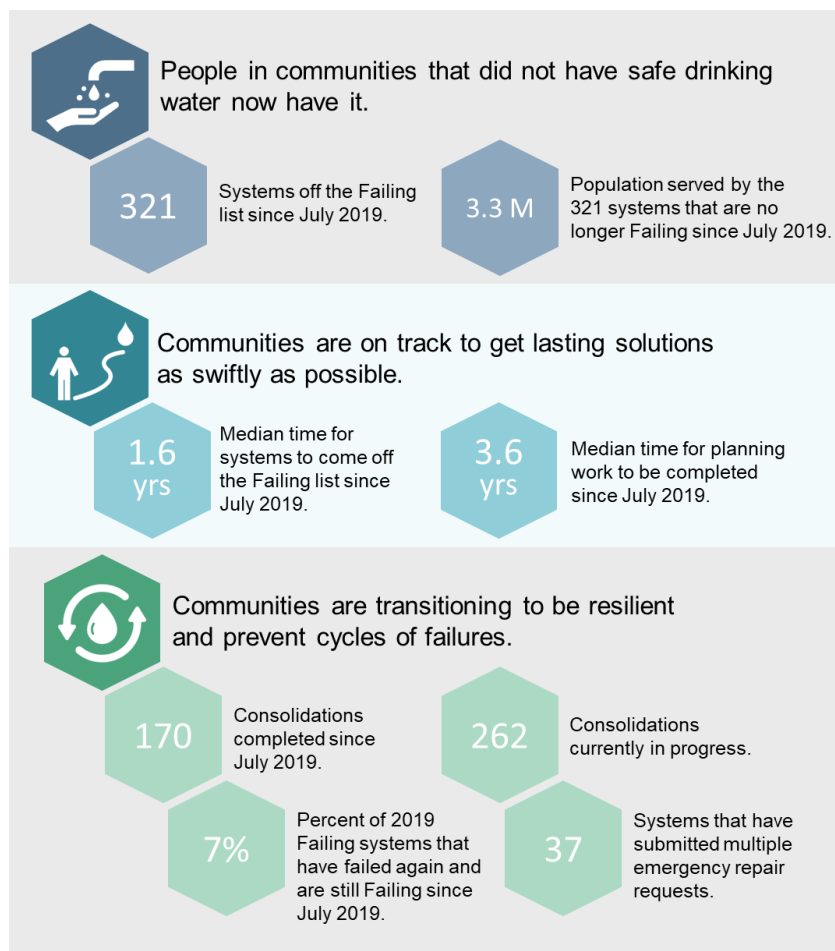 People in communities that did not have safe drinking
water now have it.
321
Systems off the Failing
list since July 2019.
3.3 M
Population served by the
321 systems that are no
longer Failing since July 2019.
Communities are on track to get lasting solutions
as swiftly as possible.
1.6
yrs
Median time for
systems to come off
the Failing list since
July 2019.
3.6
yrs
Median time for planning
work to be completed
since July 2019.
Communities are transitioning to be resilient
and prevent cycles of failures.
170
Consolidations
completed since
July 2019.
262
Consolidations
currently in progress.
7%
Percent of 2019
Failing systems that
have failed again and
are still Failing since
July 2019.
37
Systems that have
submitted multiple
emergency repair
requests.